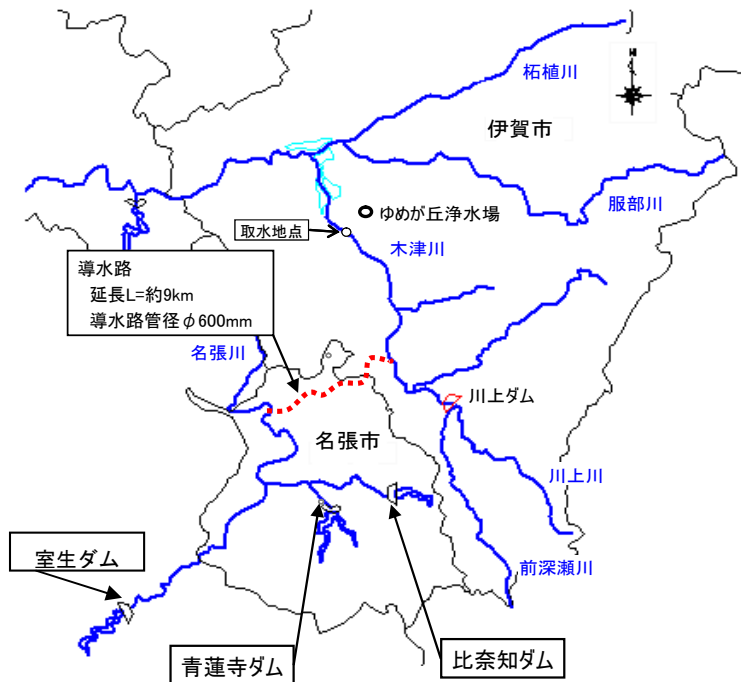 柘植川
N
伊賀市
服部川
ゆめが丘浄水場
取水地点
木津川
導水路
延長L=約9km
導水路管径φ600mm
名張川
川上ダム
名張市
川上川
室生ダム
前深瀬川
青蓮寺ダム
比奈知ダム